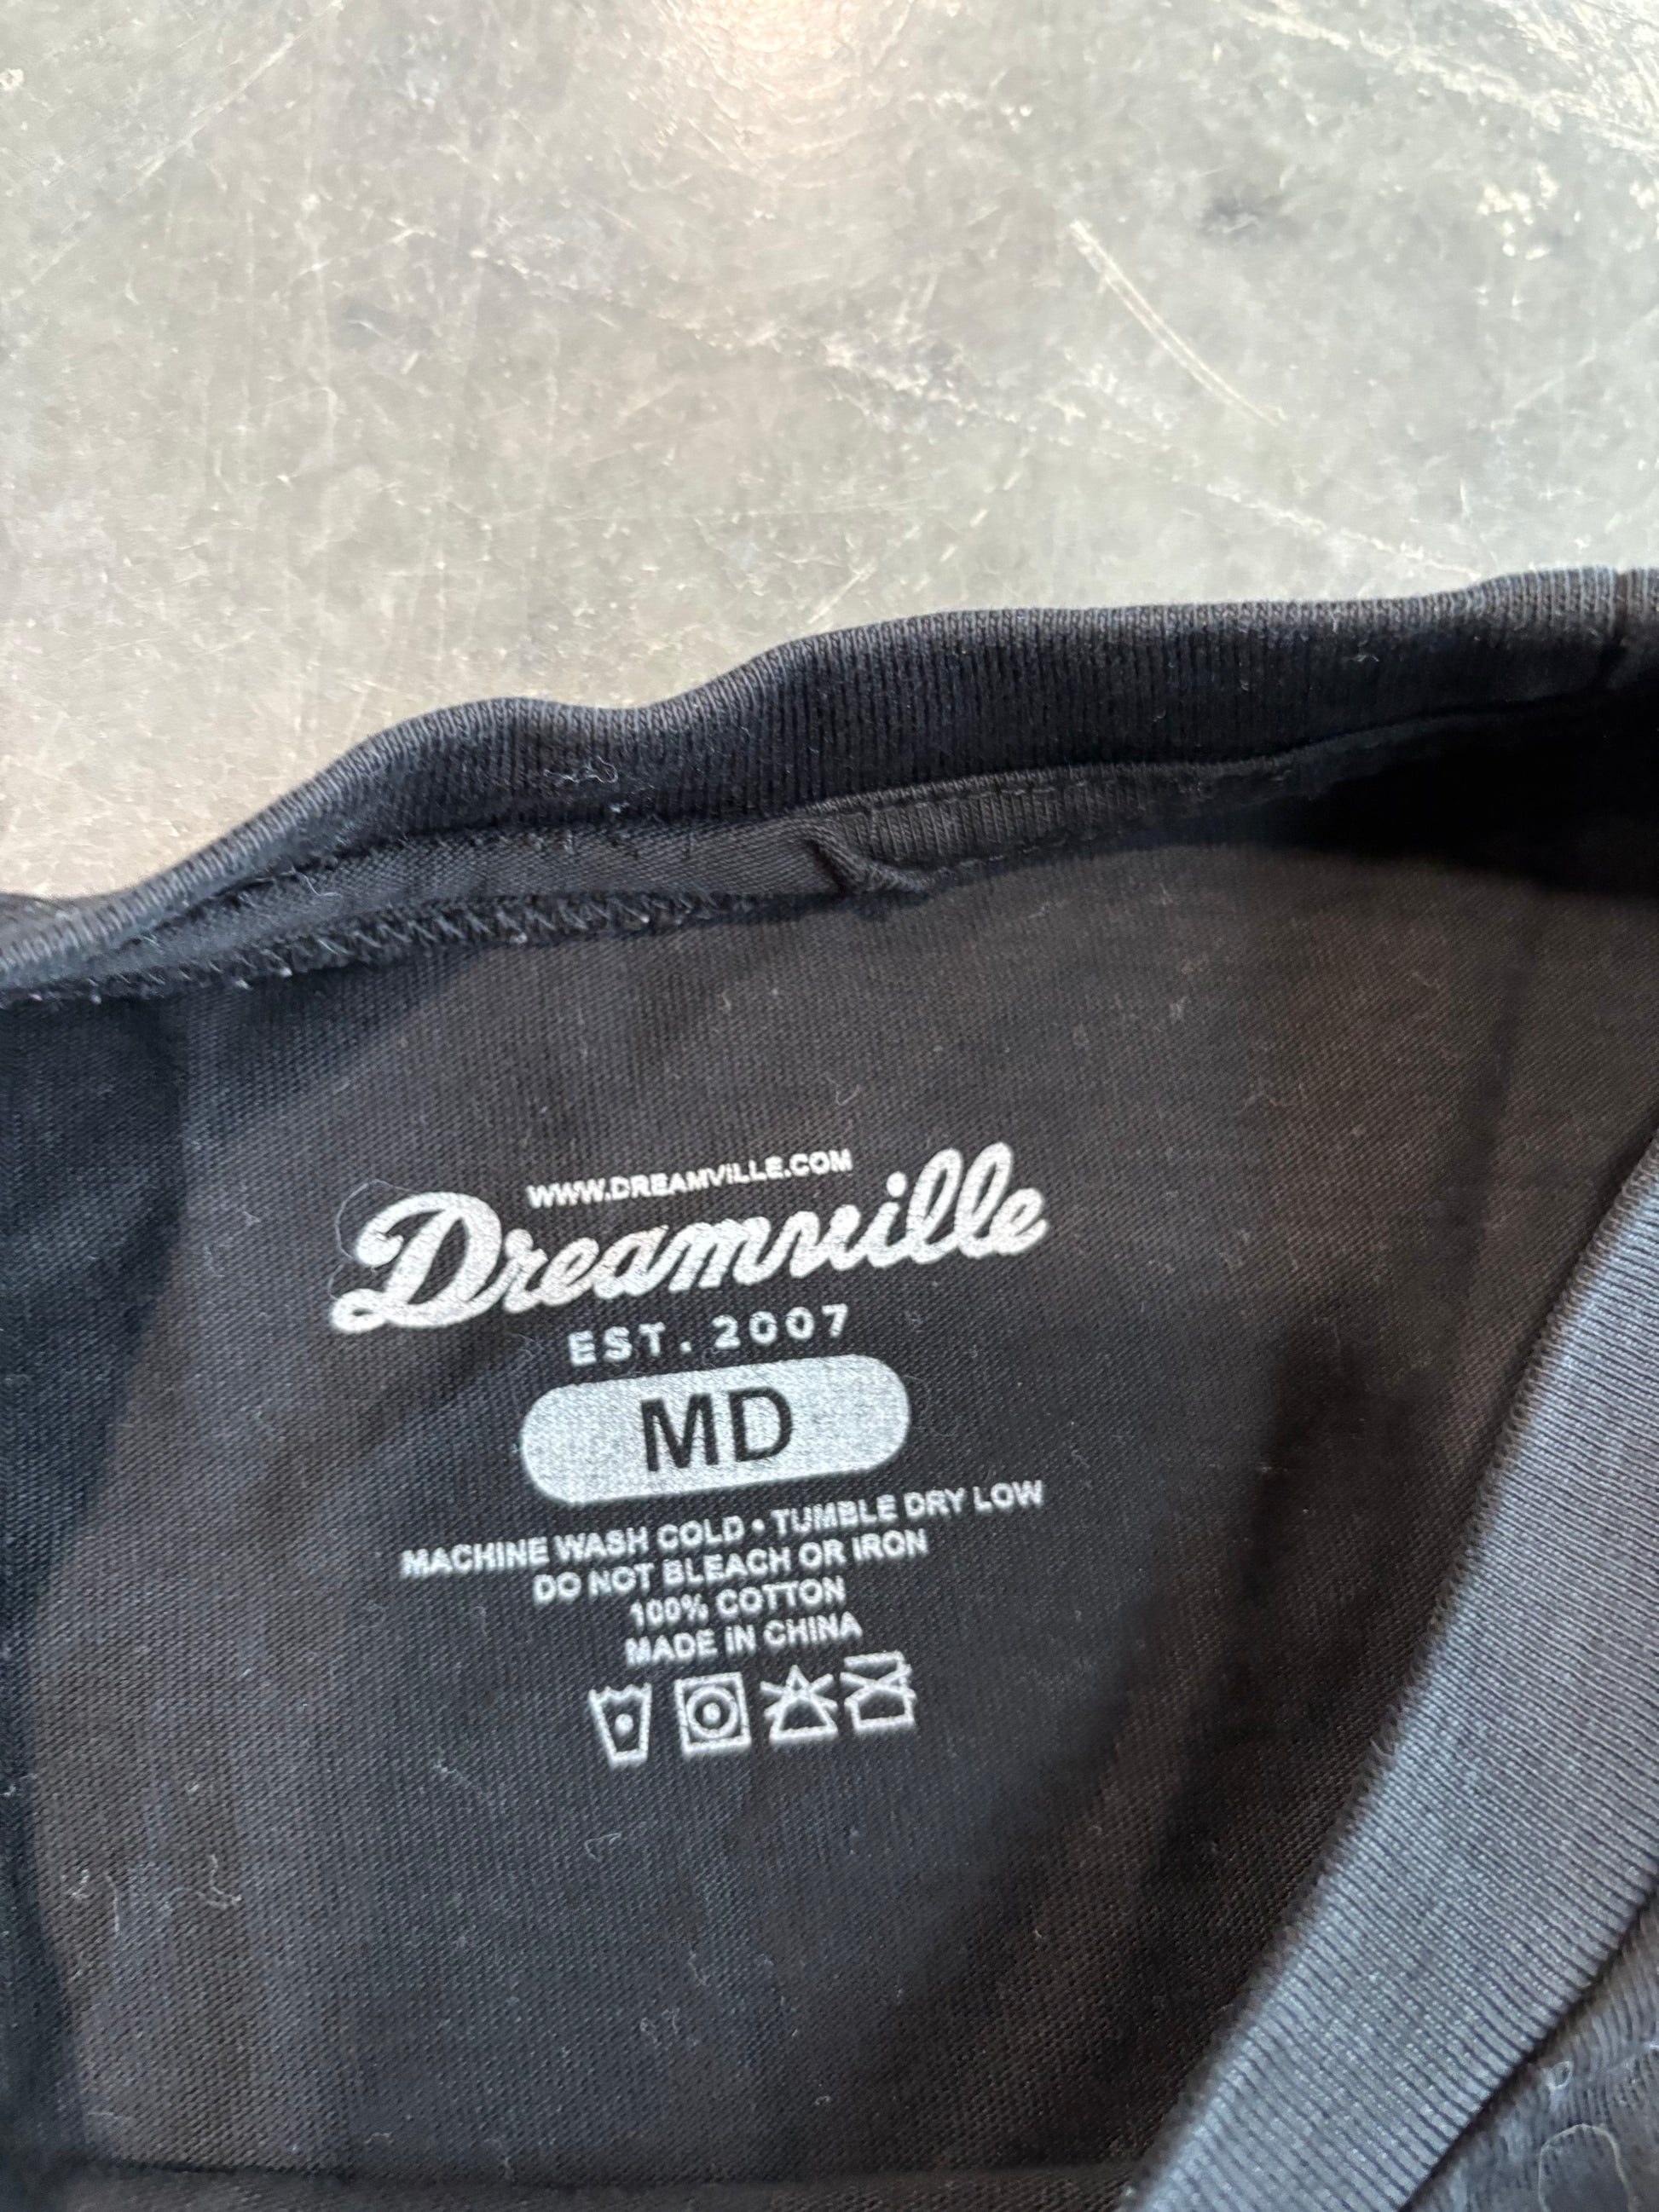 WWW.DREAMVILLE.COM
Dreamville
EST. 2007
MD
MACHINE WASH COLD • TUMBLE DRY LOW
DO NOT BLEACH OR IRON
100% COTTON
MADE IN CHINA